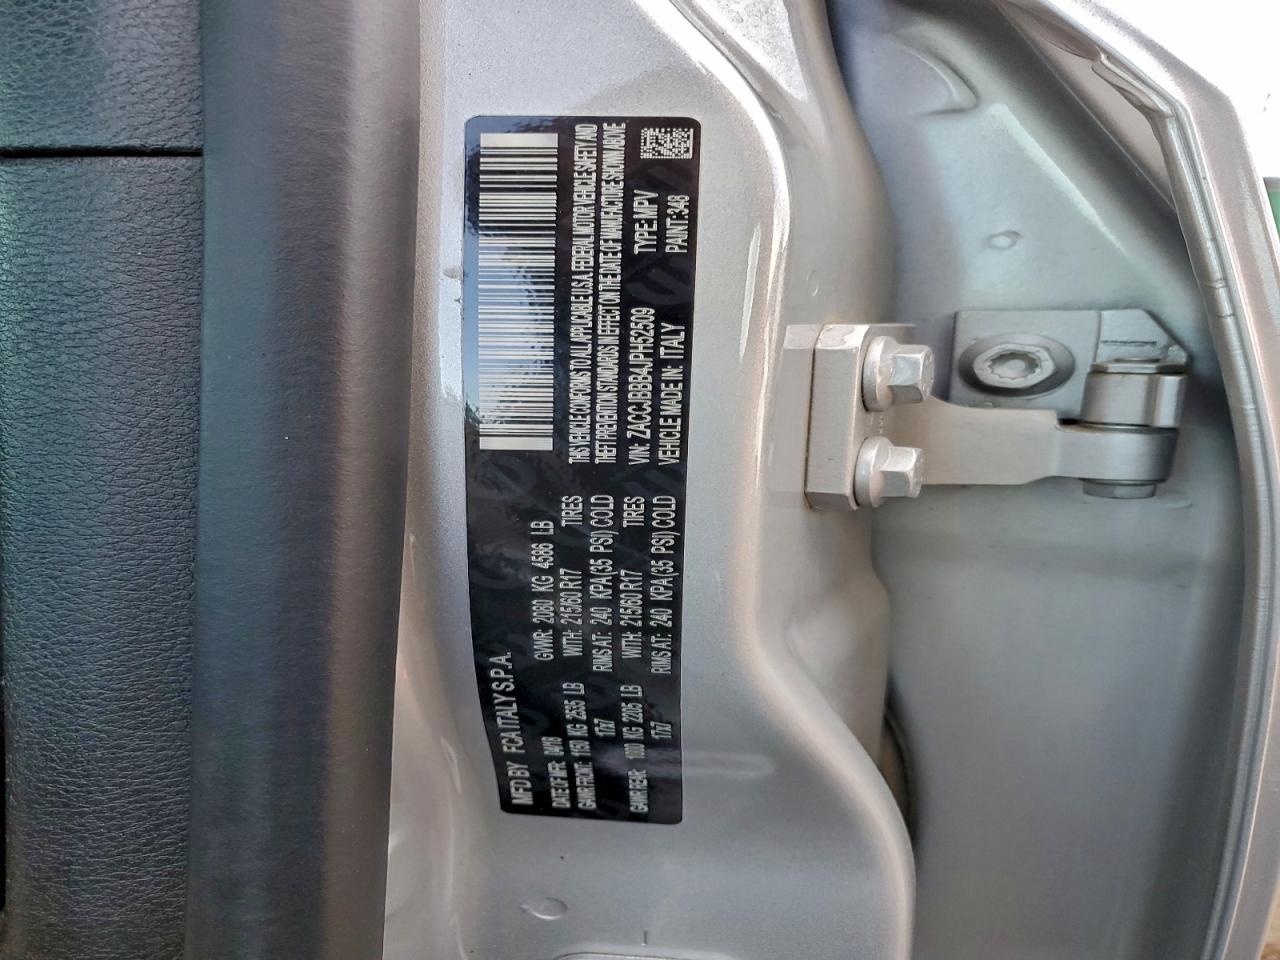 MFD BY FCA ITALY S.P.A.
DATE OF MFR: 04/18 GVWR: 2080 KG 4586 LB
GAWR FRONT: 1150 KG 2535 LB WITH: 215/60 R17 TIRES
17x7 RIMS AT: 240 KPA(35 PSI) COLD
GAWR REAR: 1000 KG 2205 LB WITH: 215/60 R17 TIRES
17x7 RIMS AT: 240 KPA(35 PSI) COLD
THIS VEHICLE CONFORMS TO ALL APPLICABLE U.S.A. FEDERAL MOTOR VEHICLE SAFETY AND
THEFT PREVENTION STANDARDS IN EFFECT ON THE DATE OF MANUFACTURE SHOWN ABOVE
VIN: ZACCJBBB4JPH52509 TYPE: MPV
VEHICLE MADE IN: ITALY PAINT: 348